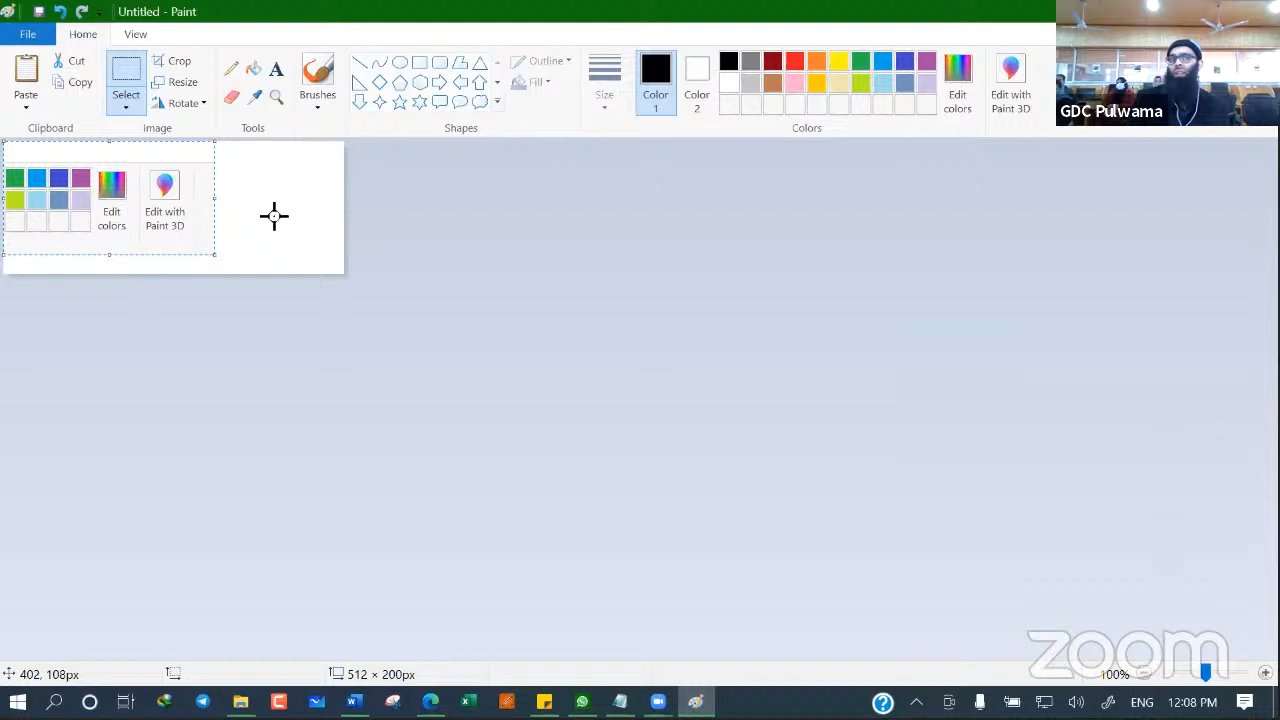 Untitled - Paint
File
Home
View
Paste
Cut
Copy
Clipboard
Select
Crop
Resize
Rotate
Image
A
Tools
Brushes
Outline
Fill
Shapes
Size
Color
1
Color
2
Edit
colors
Colors
Edit with
Paint 3D
GDC Pulwama
Edit
colors
Edit with
Paint 3D
zoom
402, 108px
512 × 200px
100%
ENG
12:08 PM